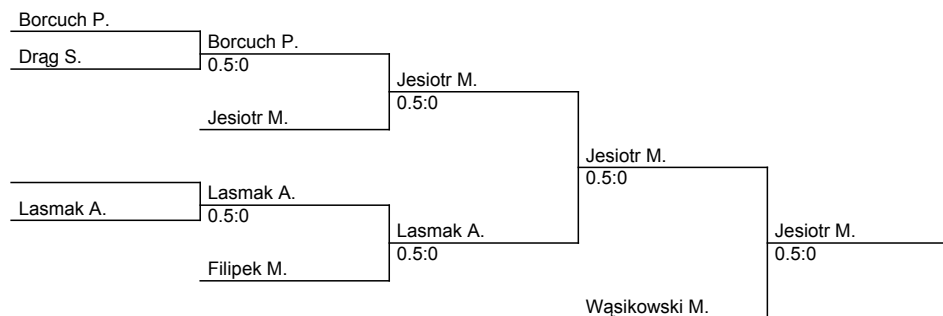 Borcuch P.
Drąg S.
Borcuch P.
0.5:0
Jesiotr M.
Jesiotr M.
0.5:0
Lasmak A.
Lasmak A.
0.5:0
Filipek M.
Lasmak A.
0.5:0
Jesiotr M.
0.5:0
Wąsikowski M.
Jesiotr M.
0.5:0